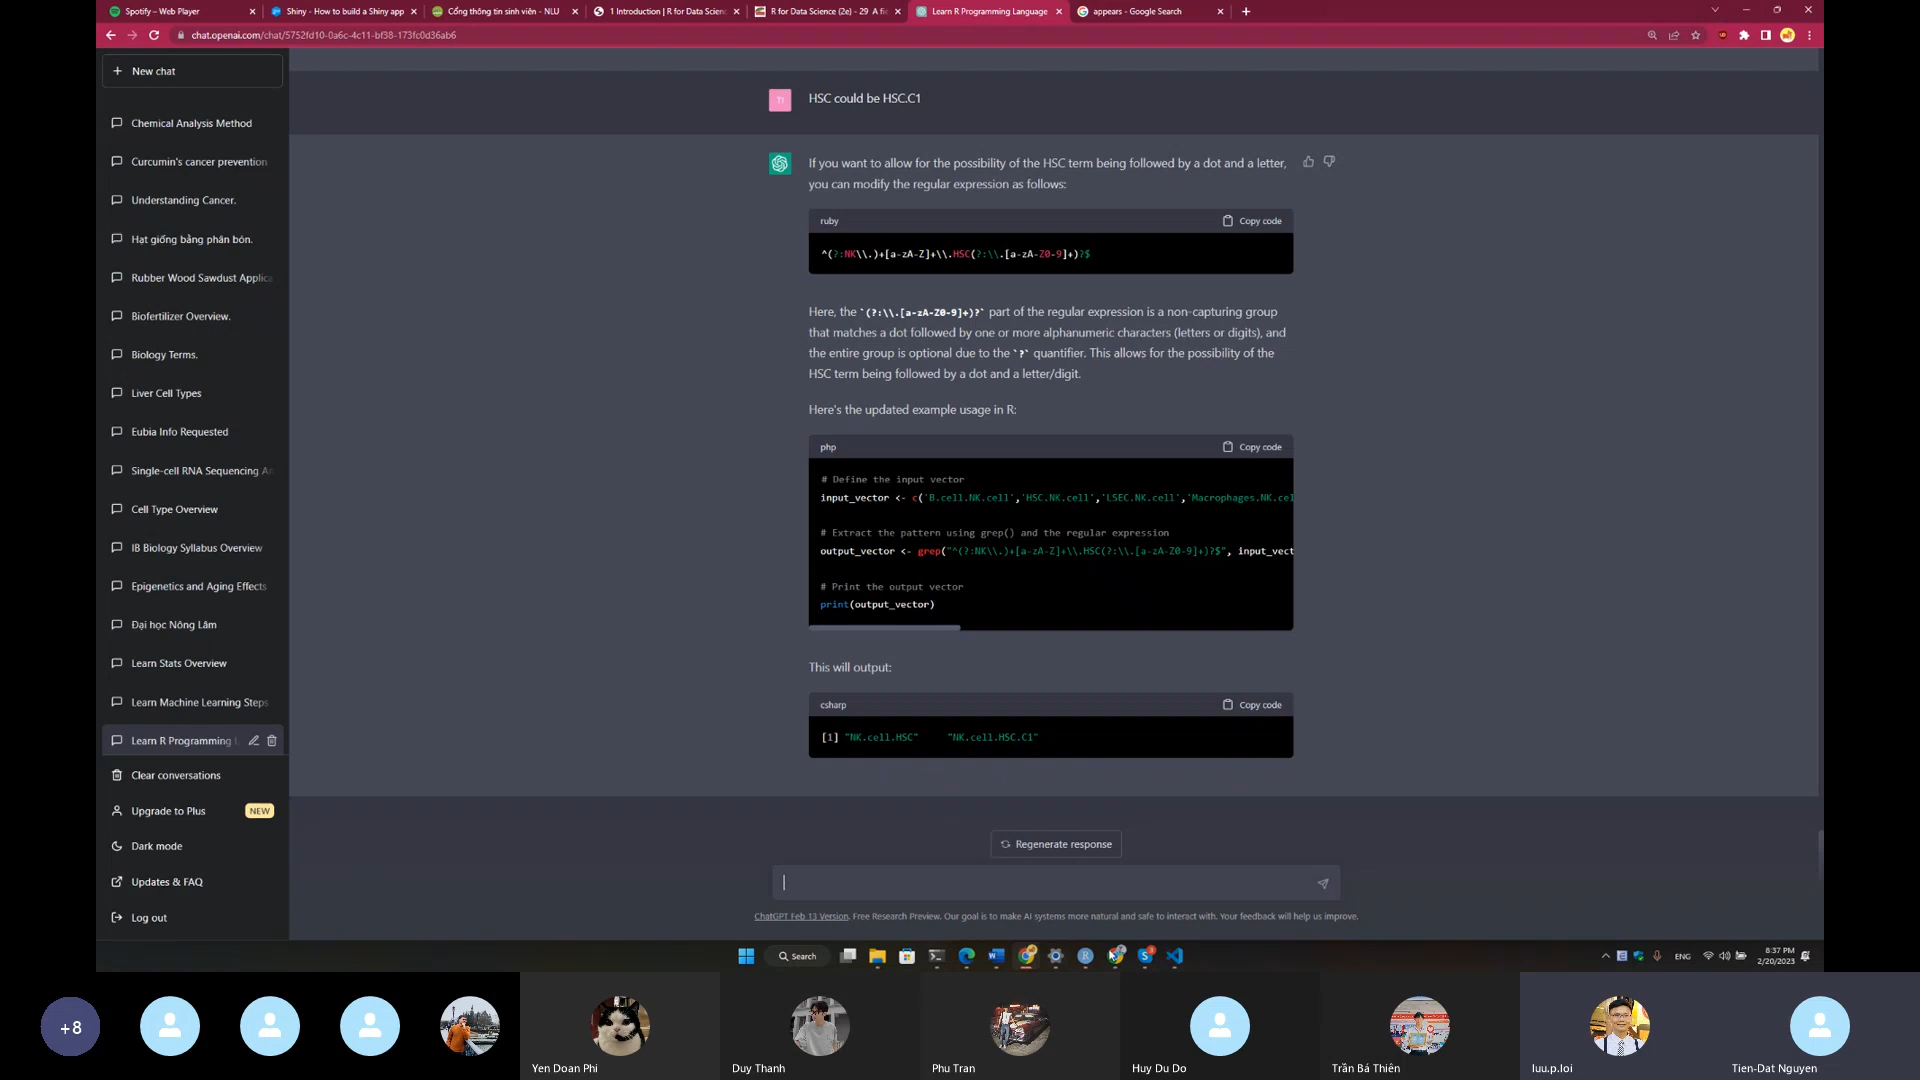 Spotify – Web Player
Shiny - How to build a Shiny app
Cổng thông tin sinh viên - NLU
1 Introduction | R for Data Scienc
R for Data Science (2e) - 29 A fi
Learn R Programming Language
appears - Google Search
chat.openai.com/chat/5752fd10-0a6c-4c11-bf38-173fc0d36ab6
New chat
Chemical Analysis Method
Curcumin's cancer prevention
Understanding Cancer.
Hạt giống bằng phân bón.
Rubber Wood Sawdust Applica
Biofertilizer Overview.
Biology Terms.
Liver Cell Types
Eubia Info Requested
Single-cell RNA Sequencing An
Cell Type Overview
IB Biology Syllabus Overview
Epigenetics and Aging Effects
Đại học Nông Lâm
Learn Stats Overview
Learn Machine Learning Steps
Learn R Programming L
Clear conversations
Upgrade to Plus NEW
Dark mode
Updates & FAQ
Log out
HSC could be HSC.C1
If you want to allow for the possibility of the HSC term being followed by a dot and a letter,
you can modify the regular expression as follows:
ruby Copy code
^(?:NK\\.)+[a-zA-Z]+\\.HSC(?:\\.[a-zA-Z0-9]+)?$
Here, the `(?:\\.[a-zA-Z0-9]+)?` part of the regular expression is a non-capturing group
that matches a dot followed by one or more alphanumeric characters (letters or digits), and
the entire group is optional due to the `?` quantifier. This allows for the possibility of the
HSC term being followed by a dot and a letter/digit.
Here's the updated example usage in R:
php Copy code
# Define the input vector
input_vector <- c('B.cell.NK.cell','HSC.NK.cell','LSEC.NK.cell','Macrophages.NK.cel
# Extract the pattern using grep() and the regular expression
output_vector <- grep("^(?:NK\\.)+[a-zA-Z]+\\.HSC(?:\\.[a-zA-Z0-9]+)?$", input_vect
# Print the output vector
print(output_vector)
This will output:
csharp Copy code
[1] "NK.cell.HSC" "NK.cell.HSC.C1"
Regenerate response
ChatGPT Feb 13 Version. Free Research Preview. Our goal is to make AI systems more natural and safe to interact with. Your feedback will help us improve.
Search
ENG
8:37 PM
2/20/2023
+8
Yen Doan Phi
Duy Thanh
Phu Tran
Huy Du Do
Trần Bá Thiên
luu.p.loi
Tien-Dat Nguyen